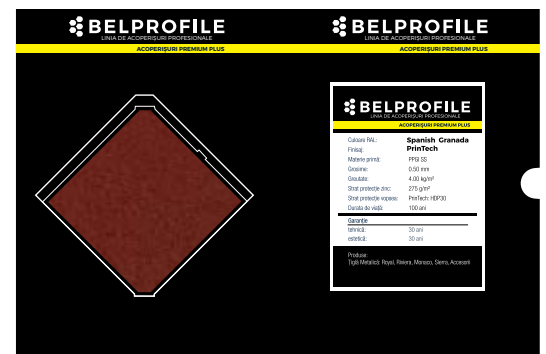 BELPROFILE
LINIA DE ACOPERIȘURI PROFESIONALE
ACOPERIȘURI PREMIUM PLUS
BELPROFILE
LINIA DE ACOPERIȘURI PROFESIONALE
ACOPERIȘURI PREMIUM PLUS
BELPROFILE
LINIA DE ACOPERIȘURI PROFESIONALE
ACOPERIȘURI PREMIUM PLUS
Culoare RAL: Spanish Granada
Finisaj: PrinTech
Materie primă: PPGI SS
Grosime: 0.50 mm
Greutate: 4.00 kg/m²
Strat protecție zinc: 275 g/m²
Strat protecție vopsea: PrinTech: HDP30
Durata de viață: 100 ani
Garanție
tehnică: 30 ani
estetică: 30 ani
Produse:
Țiglă Metalică: Royal, Riviera, Monaco, Sierra, Accesorii